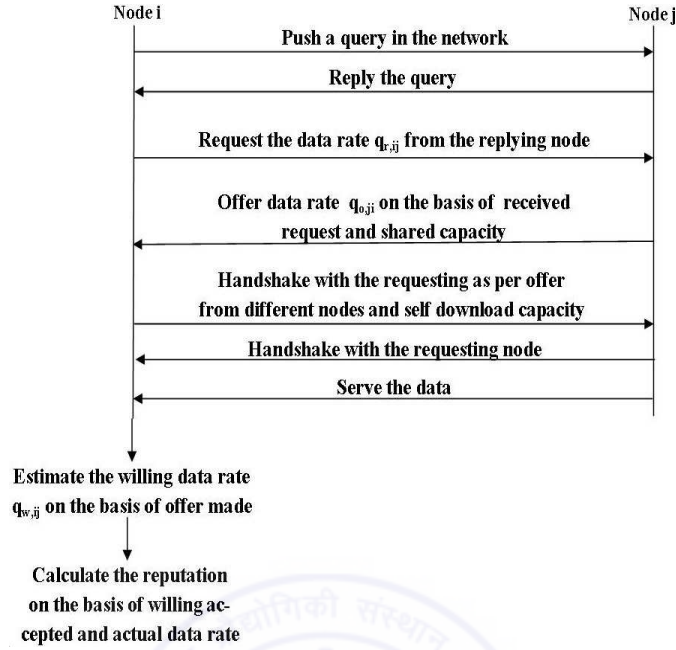 Node i
Node j
Push a query in the network
Reply the query
Request the data rate qr,ij from the replying node
Offer data rate qo,ji on the basis of received
request and shared capacity
Handshake with the requesting as per offer
from different nodes and self download capacity
Handshake with the requesting node
Serve the data
Estimate the willing data rate
qw,ij on the basis of offer made
Calculate the reputation
on the basis of willing ac-
cepted and actual data rate
द्योगिकी संस्थान